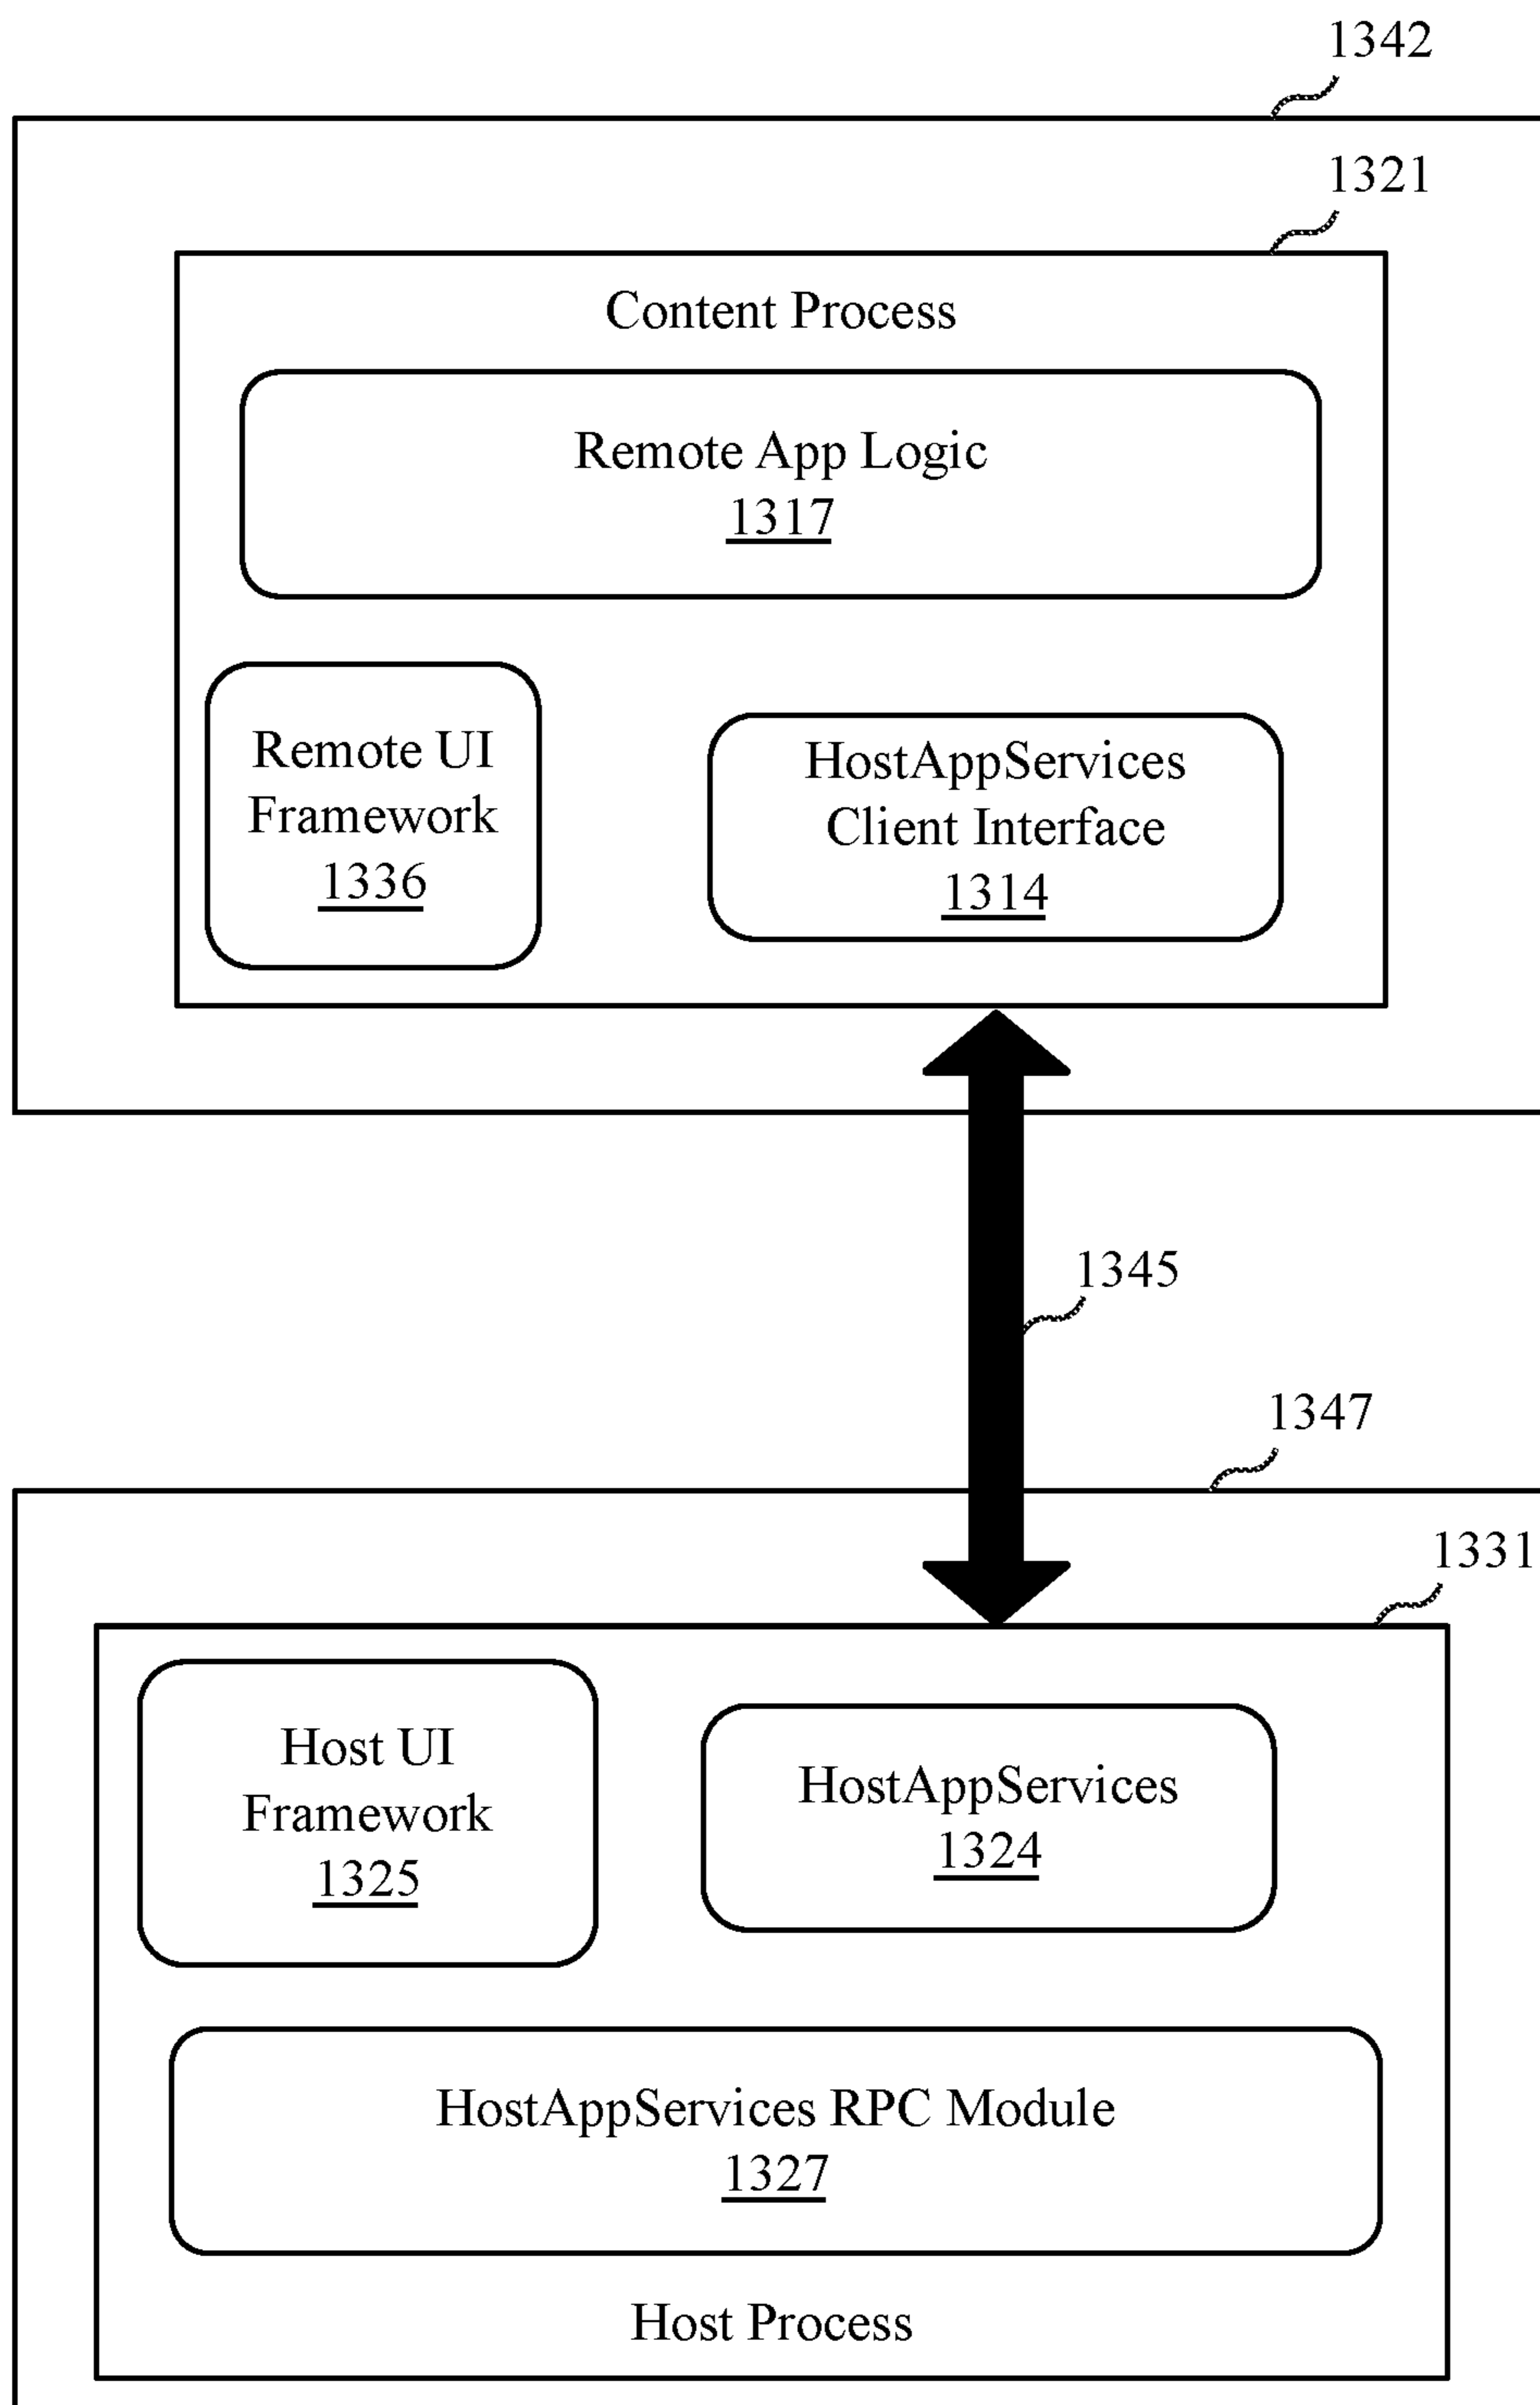 1342
1321
Content Process
Remote App Logic
1317
Remote UI
Framework
1336
HostAppServices
Client Interface
1314
1345
1347
1331
Host UI
Framework
1325
HostAppServices
1324
HostAppServices RPC Module
1327
Host Process